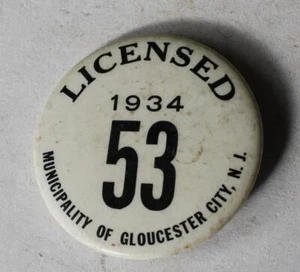 LICENSED
1934
53
MUNICIPALITY OF GLOUCESTER CITY, N. J.